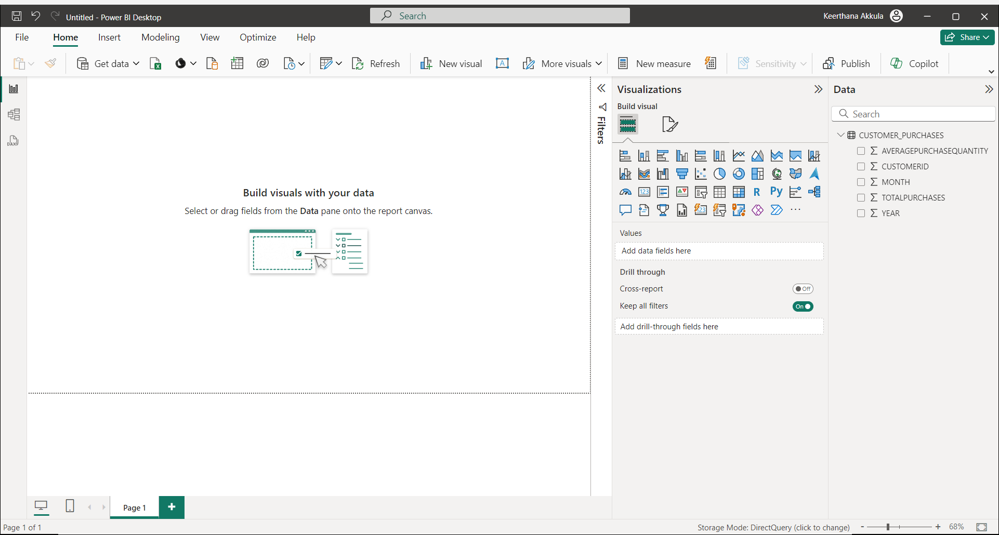 Untitled - Power BI Desktop
Search
Keerthana Akkula
File
Home
Insert
Modeling
View
Optimize
Help
Share
Get data
Refresh
New visual
A
More visuals
New measure
Sensitivity
Publish
Copilot
DAX
Build visuals with your data
Select or drag fields from the Data pane onto the report canvas.
Filters
Visualizations
Build visual
123
R
Py
123
...
Values
Add data fields here
Drill through
Cross-report
Off
Keep all filters
On
Add drill-through fields here
Data
Search
CUSTOMER_PURCHASES
AVERAGEPURCHASEQUANTITY
CUSTOMERID
MONTH
TOTALPURCHASES
YEAR
Page 1
+
Page 1 of 1
Storage Mode: DirectQuery (click to change)
- + 68%